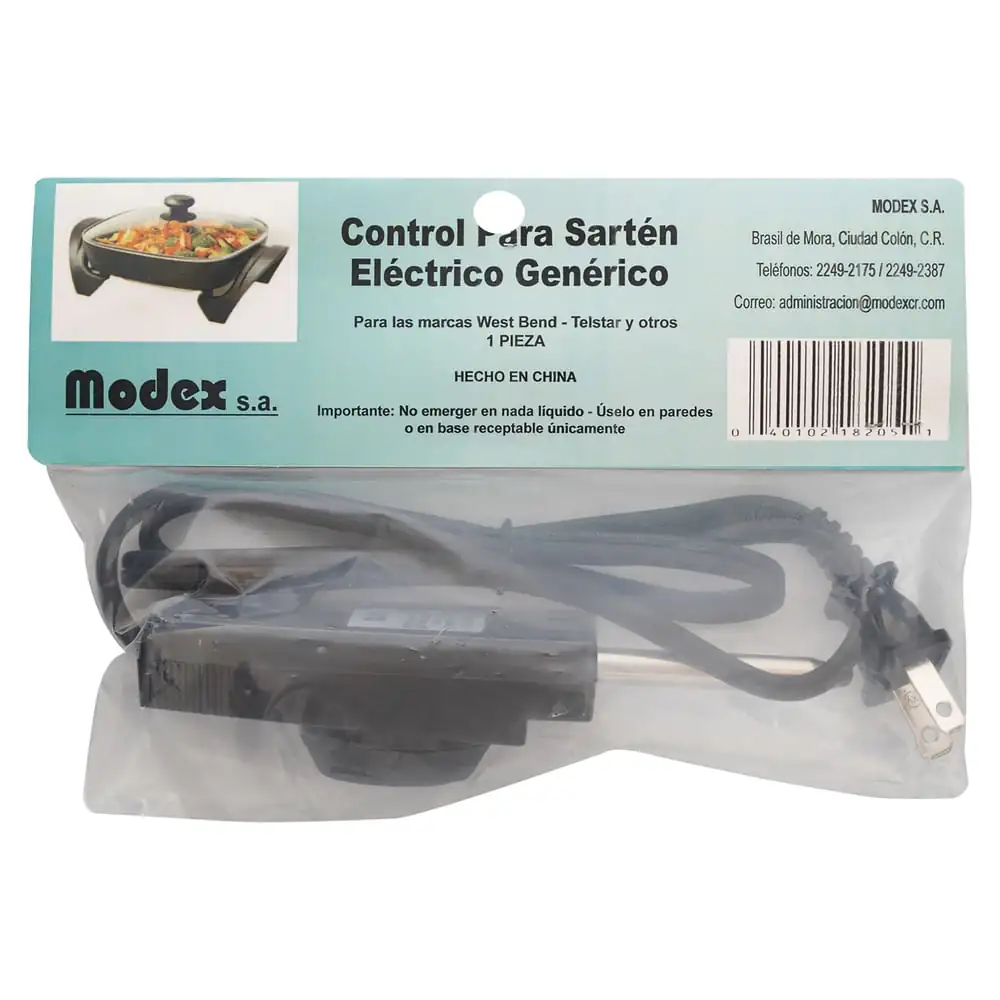 Control Para Sartén
Eléctrico Genérico
Para las marcas West Bend - Telstar y otros
1 PIEZA
HECHO EN CHINA
Importante: No emerger en nada líquido - Úselo en paredes
o en base receptable únicamente
Modex s.a.
MODEX S.A.
Brasil de Mora, Ciudad Colón, C.R.
Teléfonos: 2249-2175 / 2249-2387
Correo: administracion@modexcr.com
0 40102 18205 1